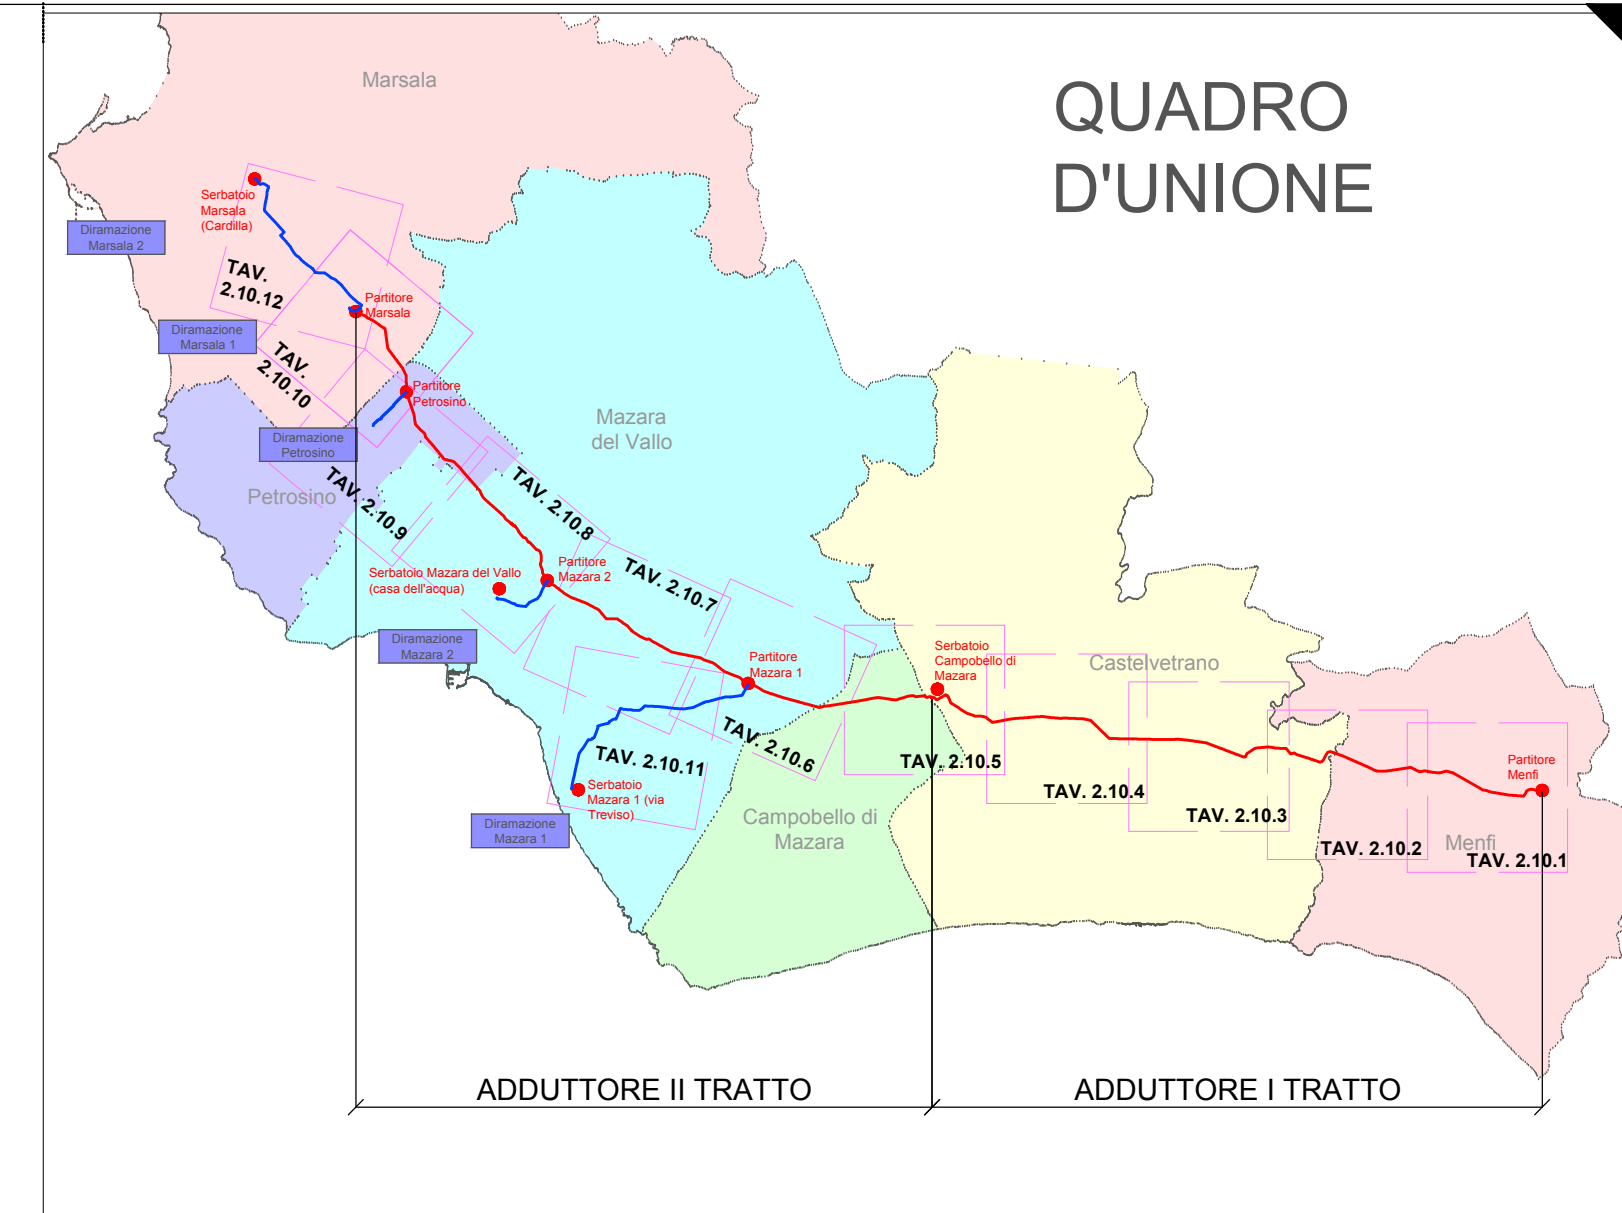 QUADRO
D'UNIONE
Marsala
Serbatoio
Marsala
(Cardilla)
Diramazione
Marsala 2
TAV.
2.10.12
Partitore
Marsala
Diramazione
Marsala 1
TAV.
2.10.10
Partitore
Petrosino
Mazara
del Vallo
Diramazione
Petrosino
Petrosino
TAV. 2.10.9
TAV. 2.10.8
Partitore
Mazara 2
Serbatoio Mazara del Vallo
(casa dell'acqua)
TAV. 2.10.7
Diramazione
Mazara 2
Partitore
Mazara 1
Serbatoio
Campobello di
Mazara
Castelvetrano
TAV. 2.10.6
TAV. 2.10.11
TAV. 2.10.5
Partitore
Menfi
Serbatoio
Mazara 1 (via
Treviso)
TAV. 2.10.4
TAV. 2.10.3
Diramazione
Mazara 1
Campobello di
Mazara
TAV. 2.10.2
Menfi
TAV. 2.10.1
ADDUTTORE II TRATTO
ADDUTTORE I TRATTO